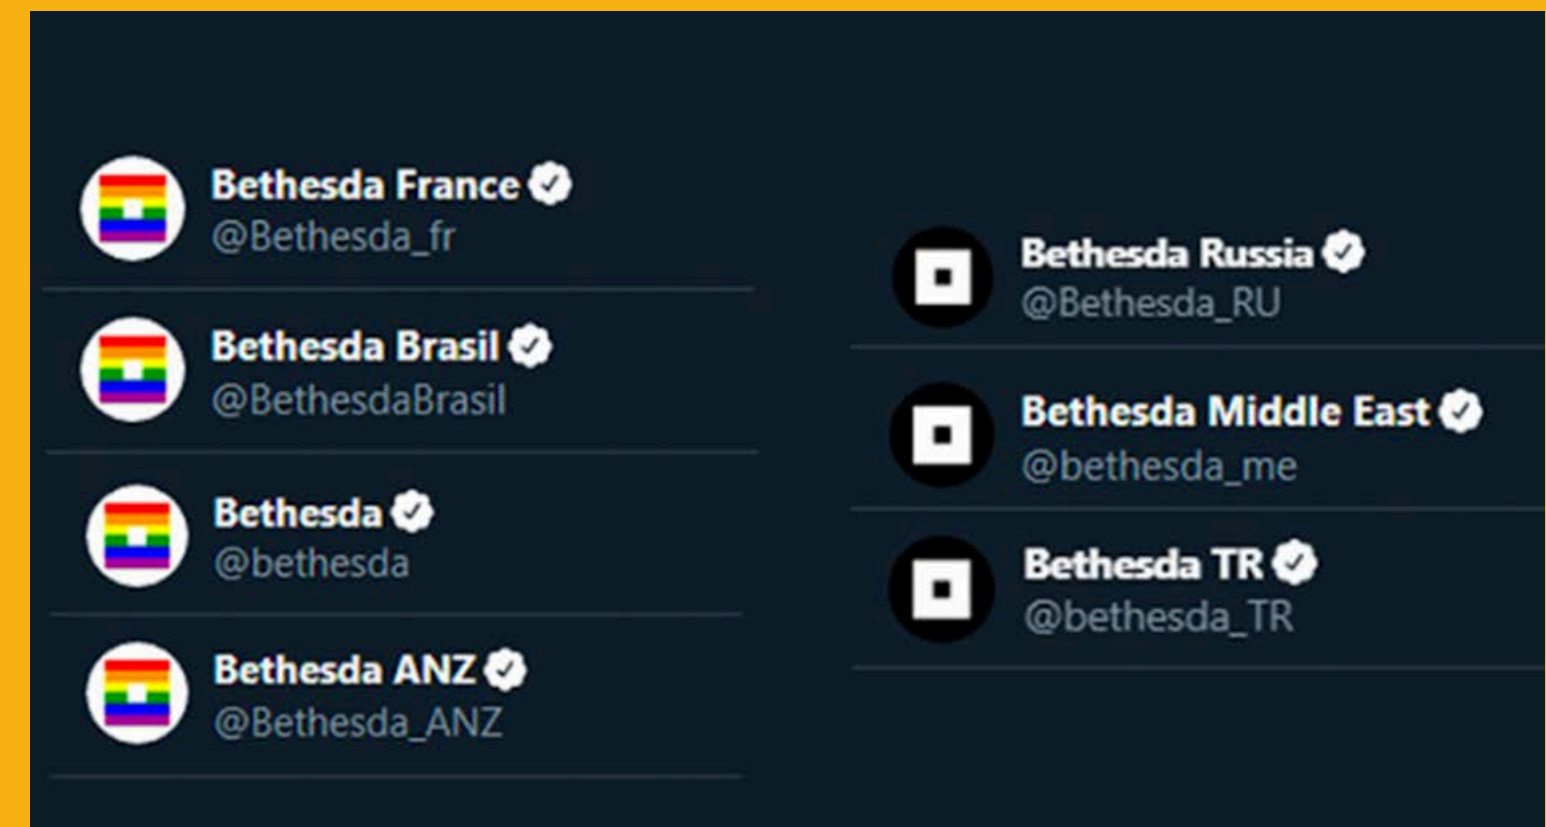 Bethesda France
@Bethesda_fr
Bethesda Brasil
@BethesdaBrasil
Bethesda
@bethesda
Bethesda ANZ
@Bethesda_ANZ
Bethesda Russia
@Bethesda_RU
Bethesda Middle East
@bethesda_me
Bethesda TR
@bethesda_TR